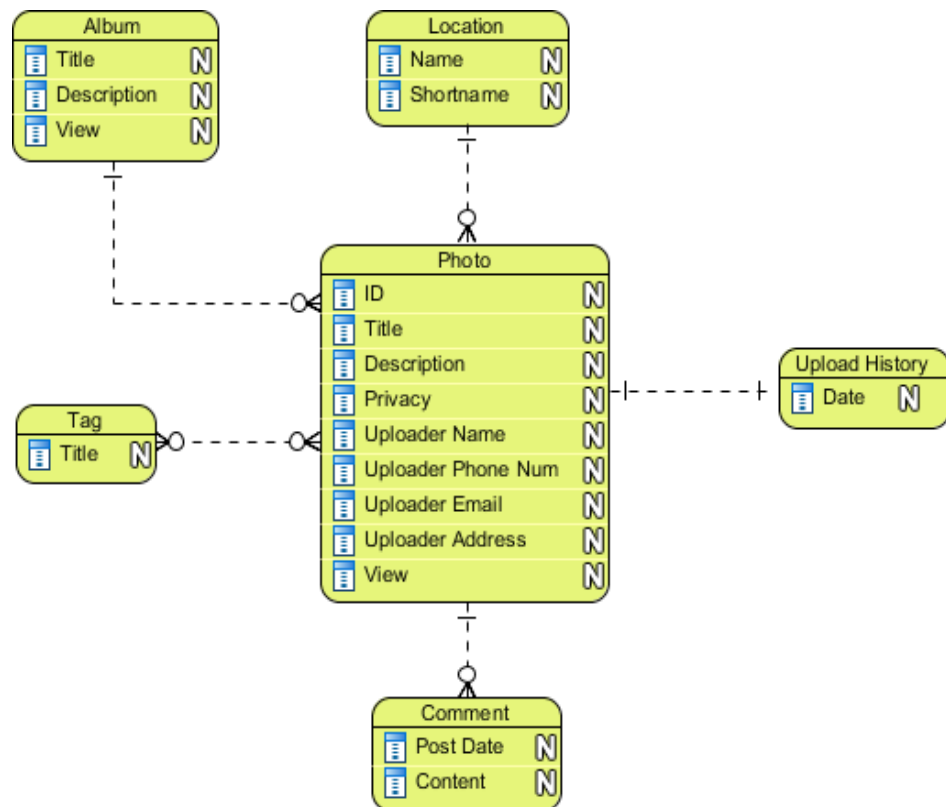 Album
Title N
Description N
View N
Location
Name N
Shortname N
Photo
ID N
Title N
Description N
Privacy N
Uploader Name N
Uploader Phone Num N
Uploader Email N
Uploader Address N
View N
Upload History
Date N
Tag
Title N
Comment
Post Date N
Content N